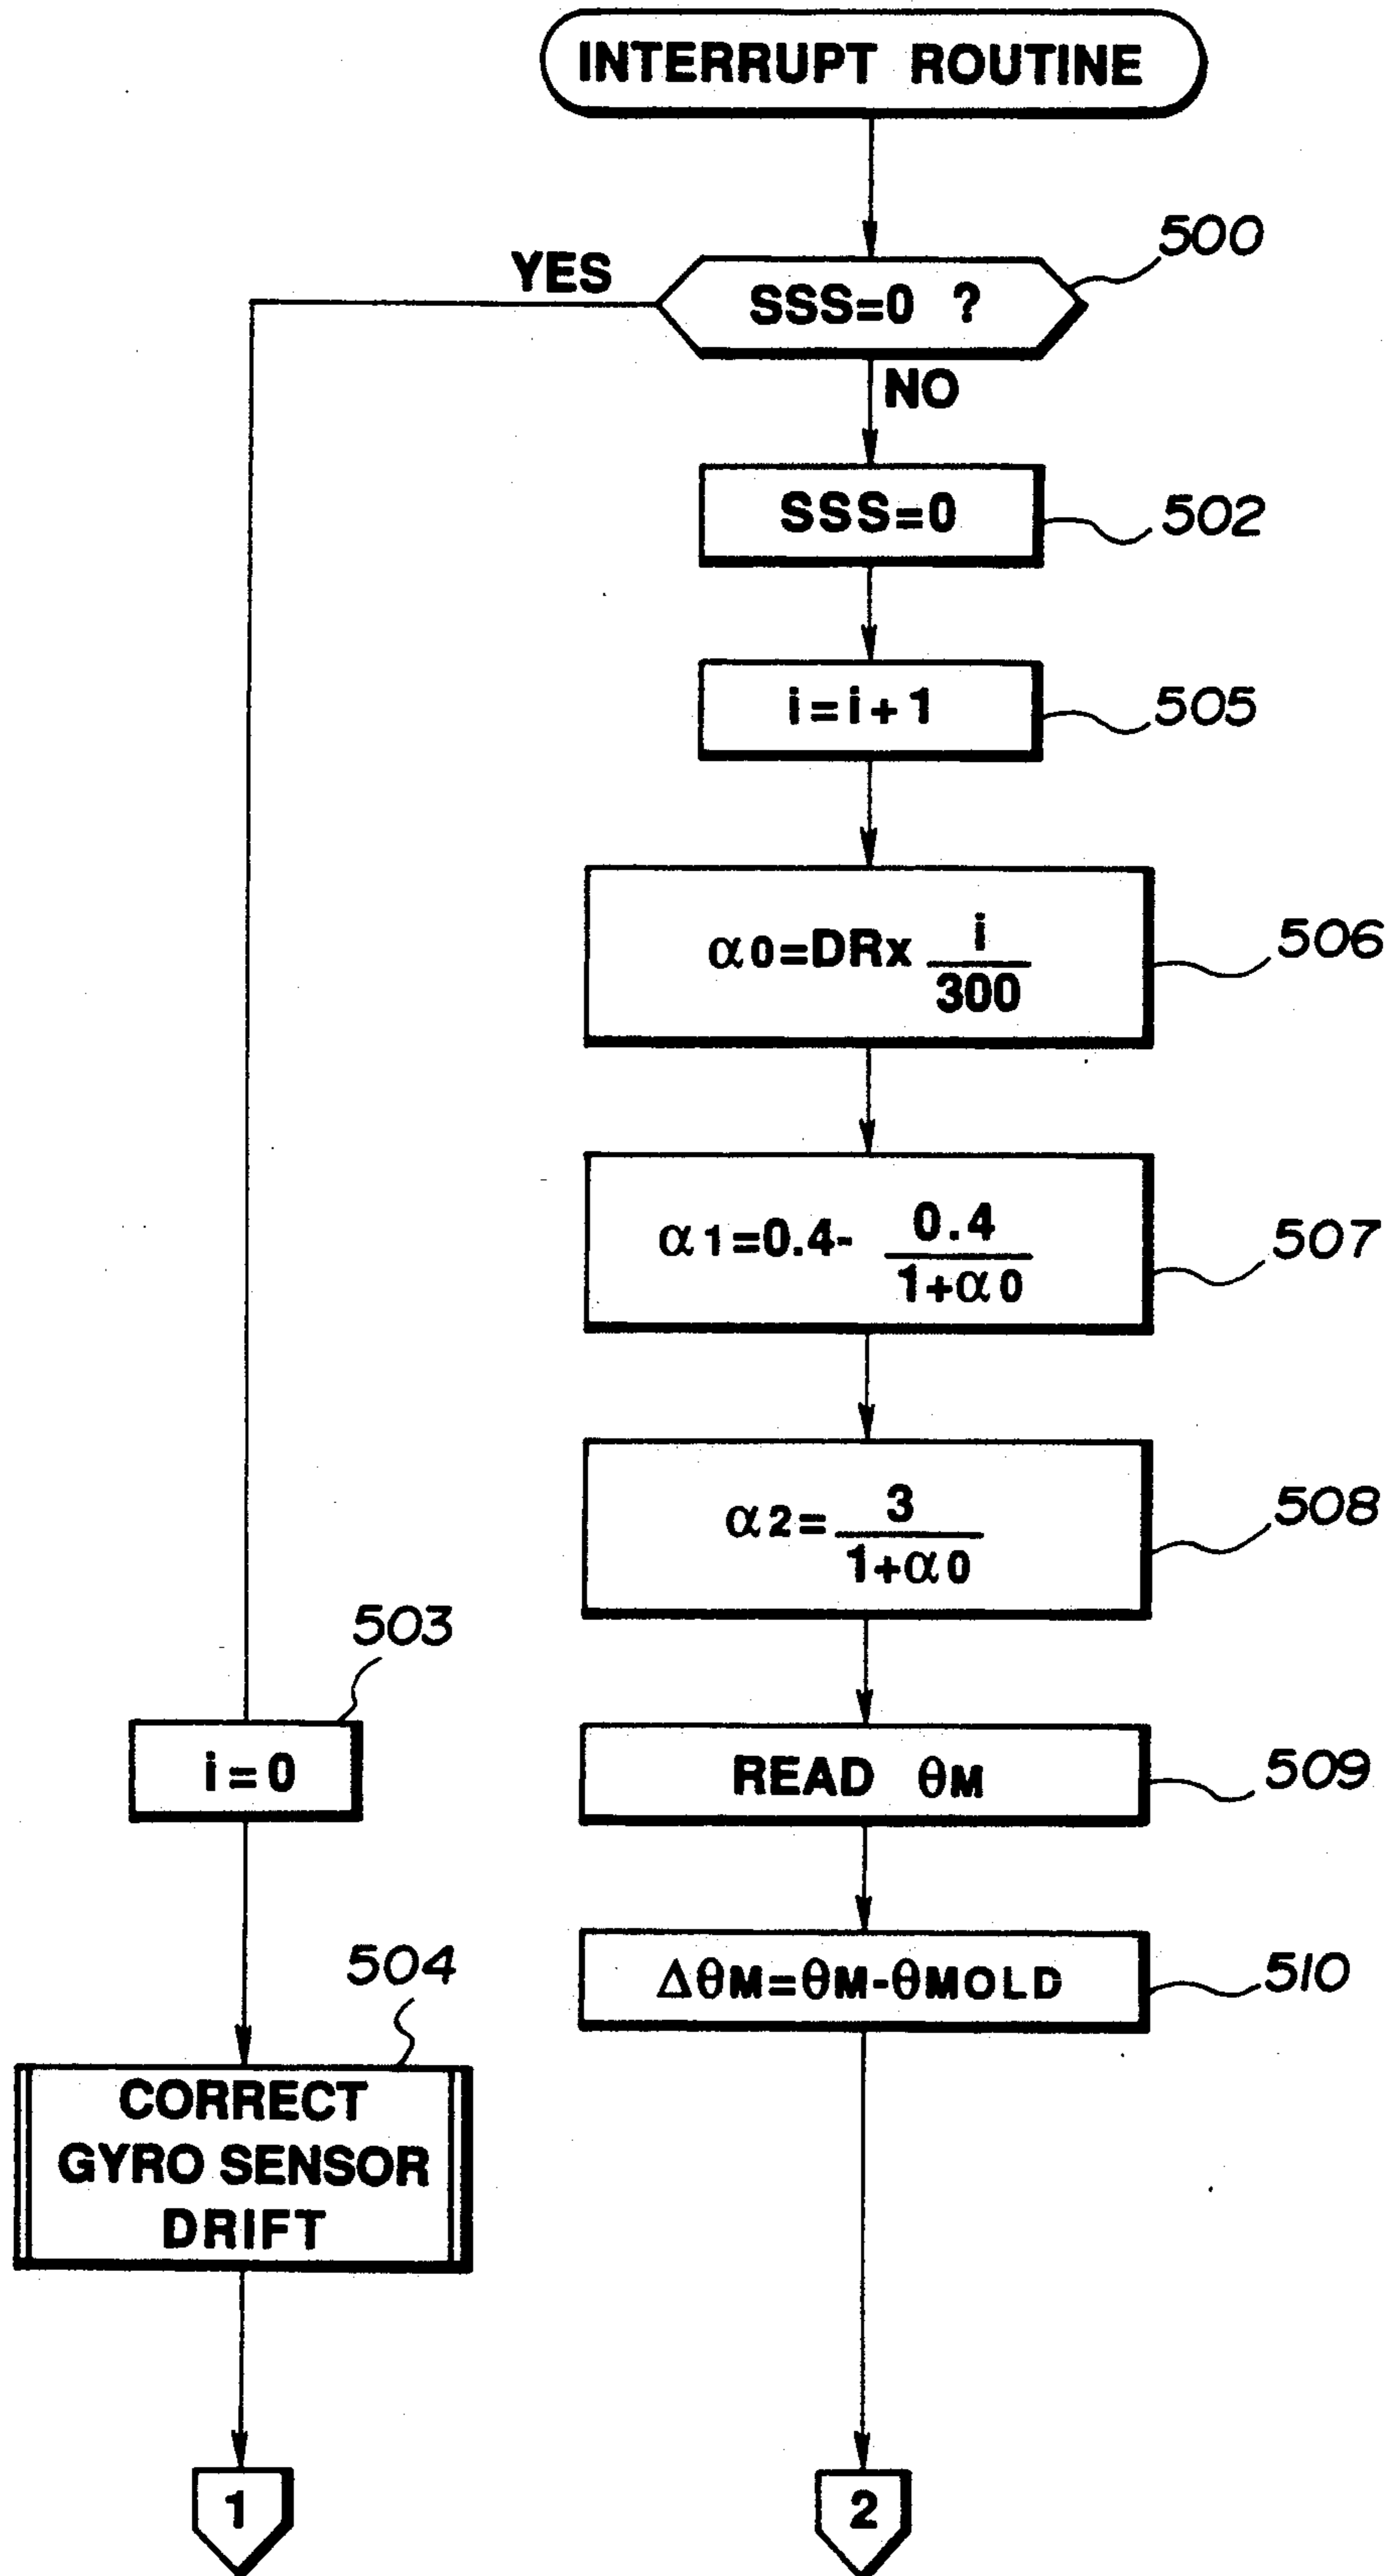 INTERRUPT ROUTINE
500
YES
SSS=0 ?
NO
SSS=0
502
i=i+1
505
α0=DRx i/300
506
α1=0.4- 0.4/1+α0
507
α2= 3/1+α0
508
503
i=0
READ θM
509
504
ΔθM=θM-θMOLD
510
CORRECT
GYRO SENSOR
DRIFT
1
2